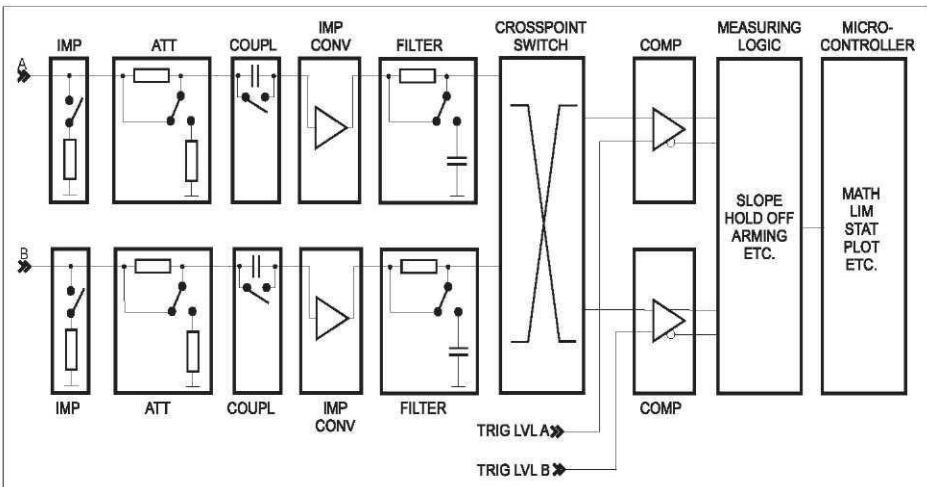 IMP
ATT
COUPL
IMP
CONV
FILTER
CROSSPOINT
SWITCH
COMP
MEASURING
LOGIC
MICRO-
CONTROLLER
A
SLOPE
HOLD OFF
ARMING
ETC.
MATH
LIM
STAT
PLOT
ETC.
B
IMP
ATT
COUPL
IMP
CONV
FILTER
COMP
TRIG LVL A
TRIG LVL B